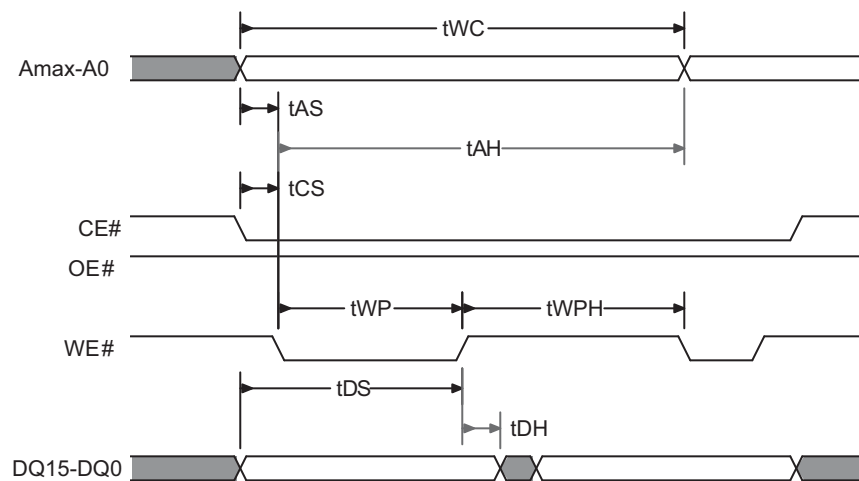 tWC
Amax-A0
tAS
tAH
tCS
CE#
OE#
tWP
tWPH
WE#
tDS
tDH
DQ15-DQ0